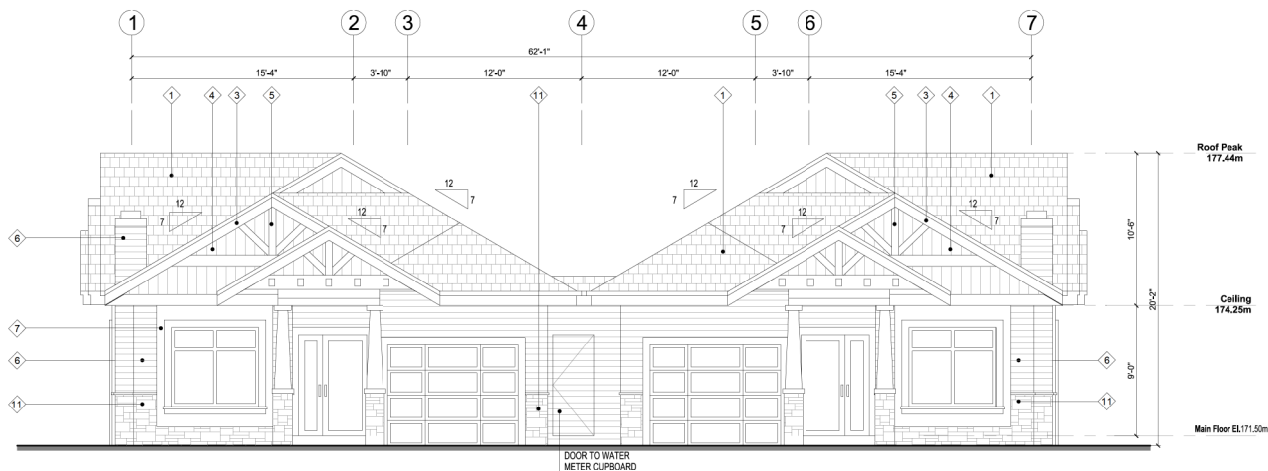 1 2 3 4 5 6 7
62'-1"
15'-4" 3'-10" 12'-0" 12'-0" 3'-10" 15'-4"
1 4 3 5 11 1 5 3 4 1
Roof Peak
177.44m
12 12
7 7
12 12 12 12
7 7 7 7
6
10'-6"
20'-2"
Ceiling
174.25m
7
6 6
9'-0"
11 11
Main Floor El.171.50m
DOOR TO WATER
METER CUPBOARD